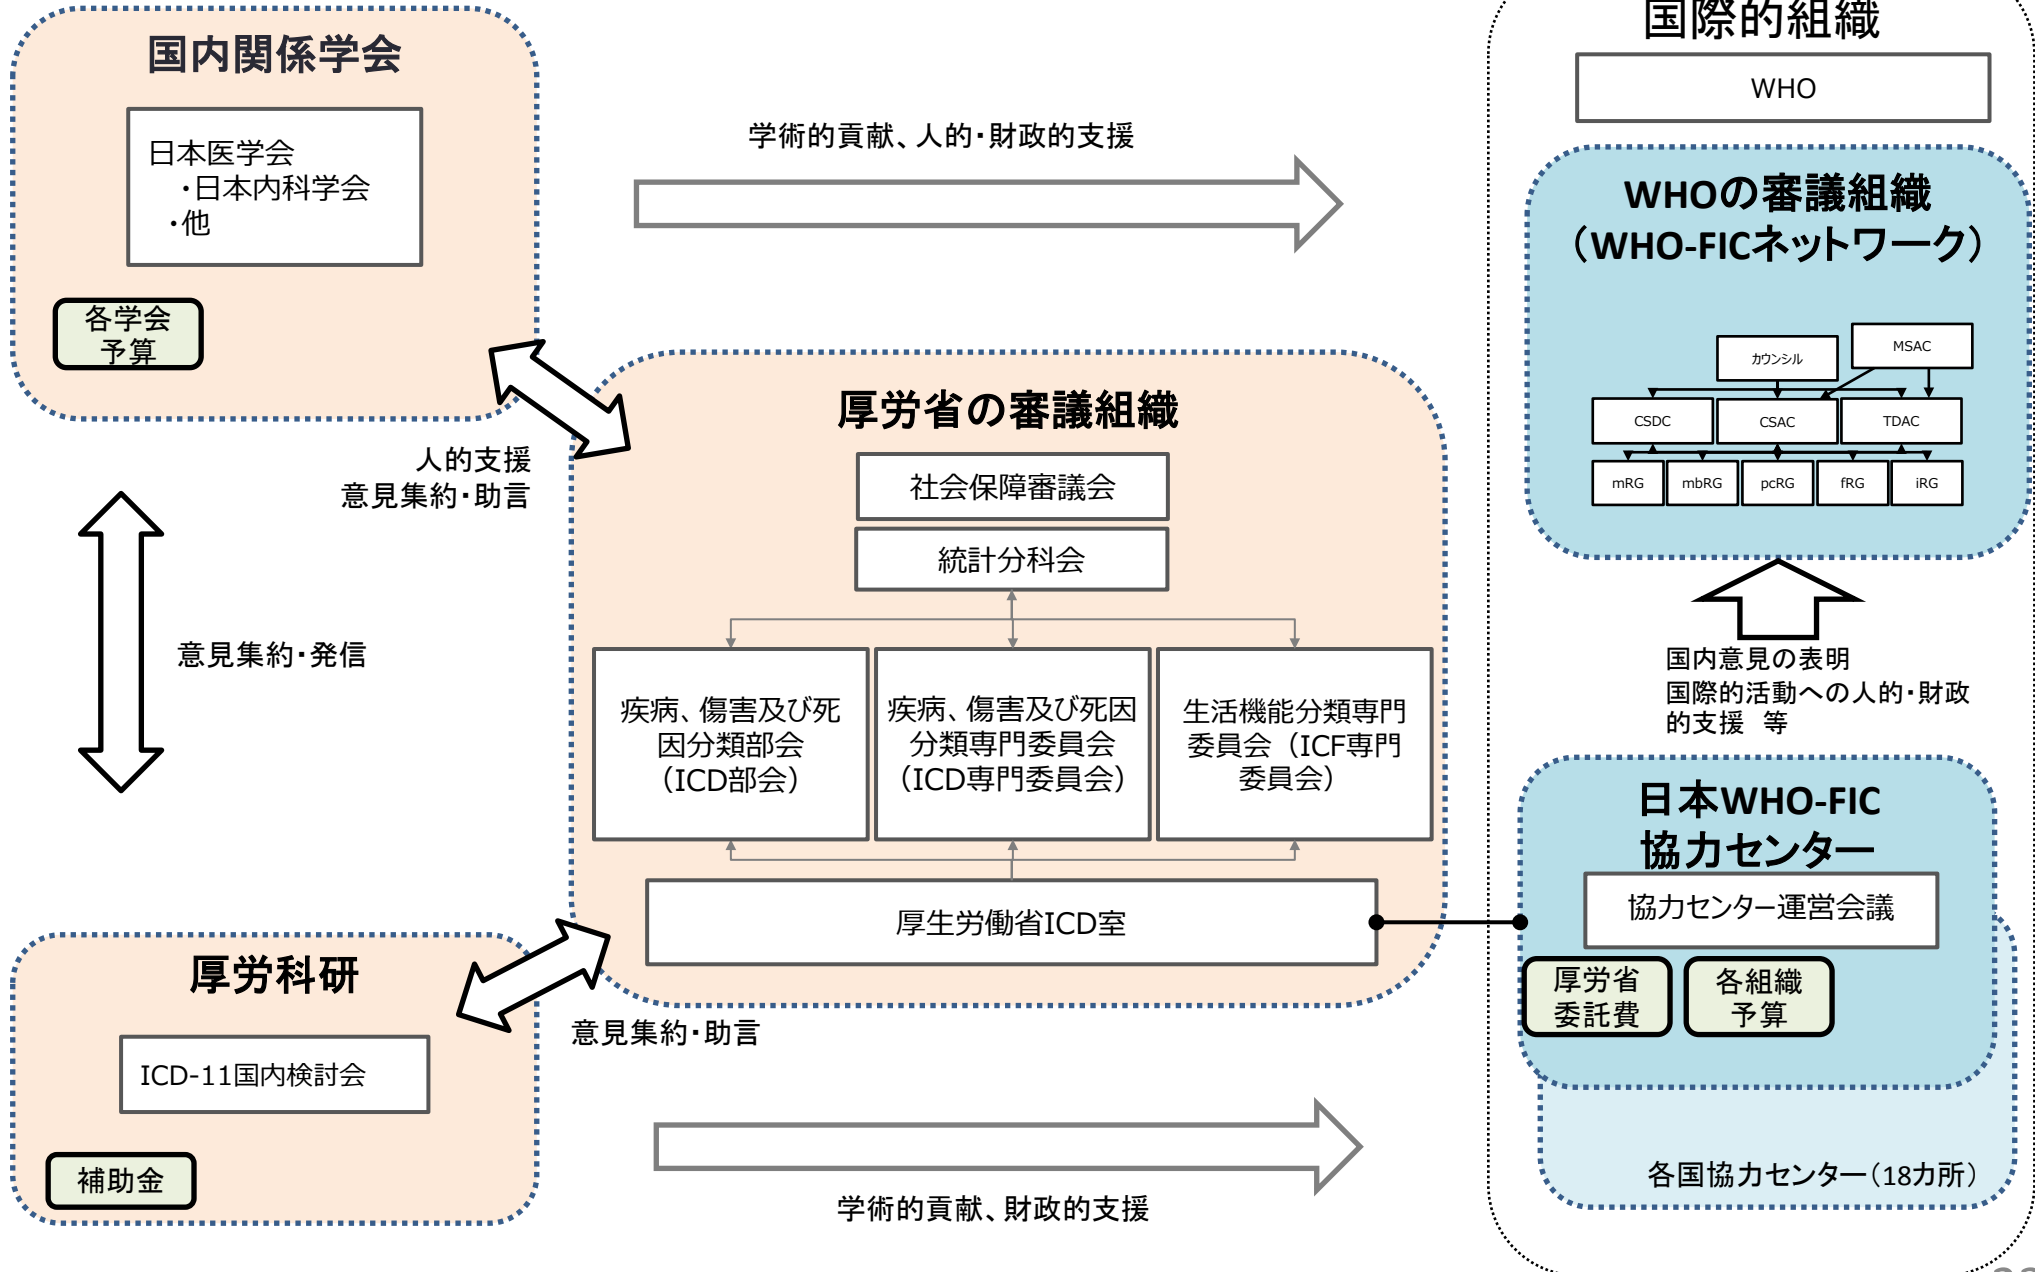 国内関係学会
日本医学会
・日本内科学会
・他
各学会
予算
学術的貢献、人的・財政的支援
国際的組織
WHO
WHOの審議組織
（WHO-FICネットワーク）
カウンシル
MSAC
CSDC
CSAC
TDAC
mRG
mbRG
pcRG
fRG
iRG
人的支援
意見集約・助言
厚労省の審議組織
社会保障審議会
統計分科会
疾病、傷害及び死
因分類部会
（ICD部会）
疾病、傷害及び死因
分類専門委員会
（ICD専門委員会）
生活機能分類専門
委員会（ICF専門
委員会）
厚生労働省ICD室
意見集約・発信
国内意見の表明
国際的活動への人的・財政
的支援　等
日本WHO-FIC
協力センター
協力センター運営会議
厚労省
委託費
各組織
予算
各国協力センター（18カ所）
厚労科研
ICD-11国内検討会
補助金
意見集約・助言
学術的貢献、財政的支援